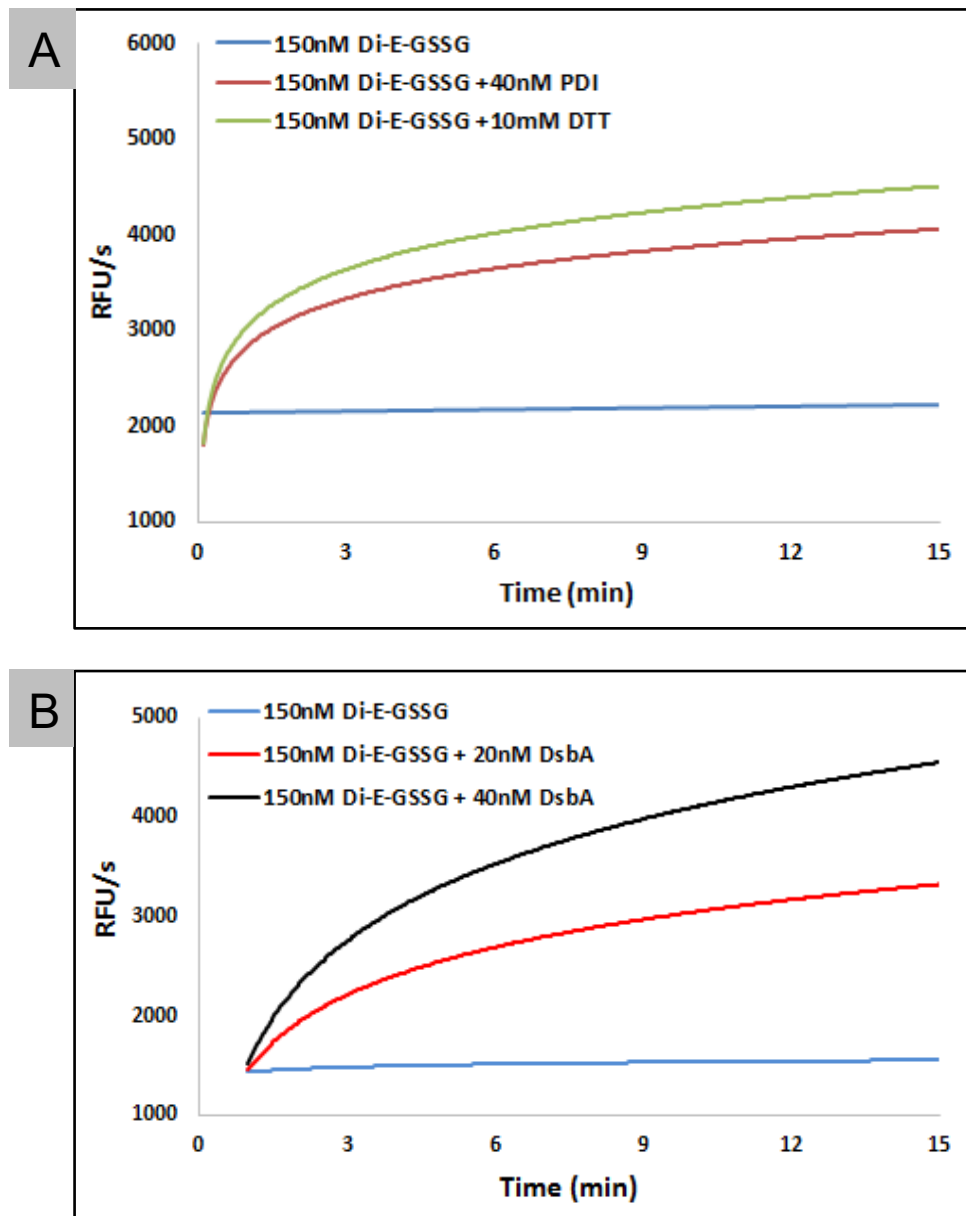 A
6000
5000
4000
3000
2000
1000
RFU/s
150nM Di-E-GSSG
150nM Di-E-GSSG +40nM PDI
150nM Di-E-GSSG +10mM DTT
0 3 6 9 12 15
Time (min)
B
5000
4000
3000
2000
1000
RFU/s
150nM Di-E-GSSG
150nM Di-E-GSSG + 20nM DsbA
150nM Di-E-GSSG + 40nM DsbA
0 3 6 9 12 15
Time (min)